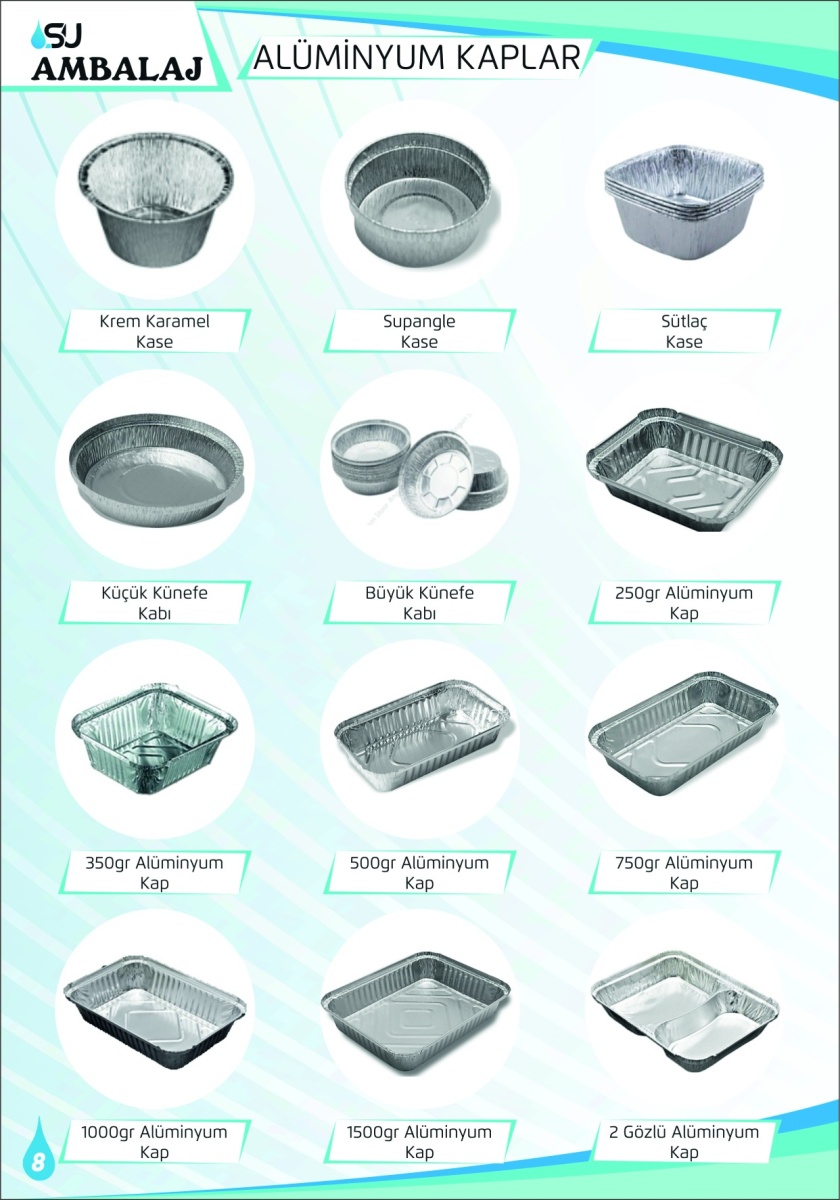 SU
AMBALAJ
ALÜMİNYUM KAPLAR
Krem Karamel
Kase
Supangle
Kase
Sütlaç
Kase
Küçük Künefe
Kabı
Büyük Künefe
Kabı
250gr Alüminyum
Kap
350gr Alüminyum
Kap
500gr Alüminyum
Kap
750gr Alüminyum
Kap
1000gr Alüminyum
Kap
1500gr Alüminyum
Kap
2 Gözlü Alüminyum
Kap
8